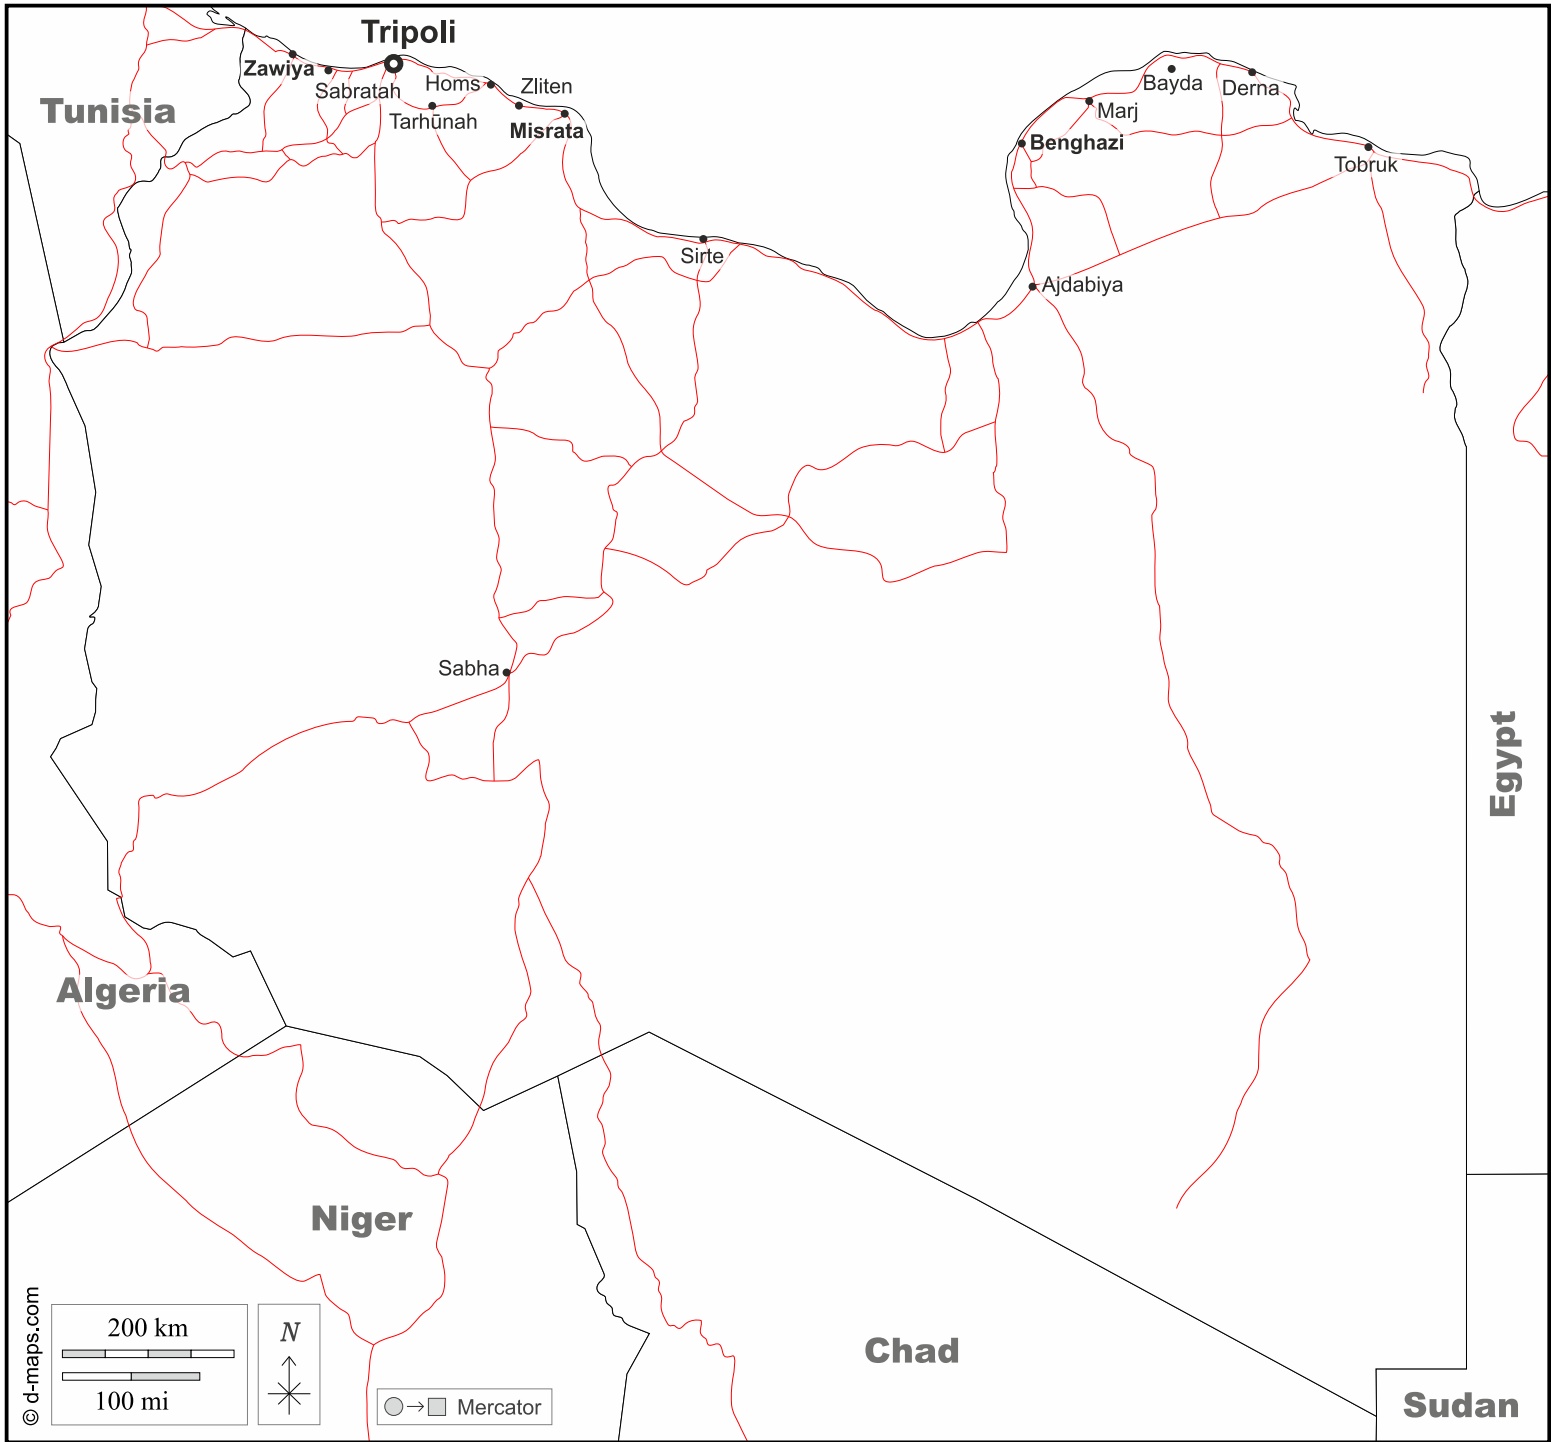 Tripoli
Zawiya
Sabratah
Homs
Zliten
Tarhūnah
Misrata
Tunisia
Bayda
Derna
Marj
Benghazi
Tobruk
Sirte
Ajdabiya
Sabha
Egypt
Algeria
Niger
Chad
Sudan
© d-maps.com
200 km
100 mi
N
Mercator